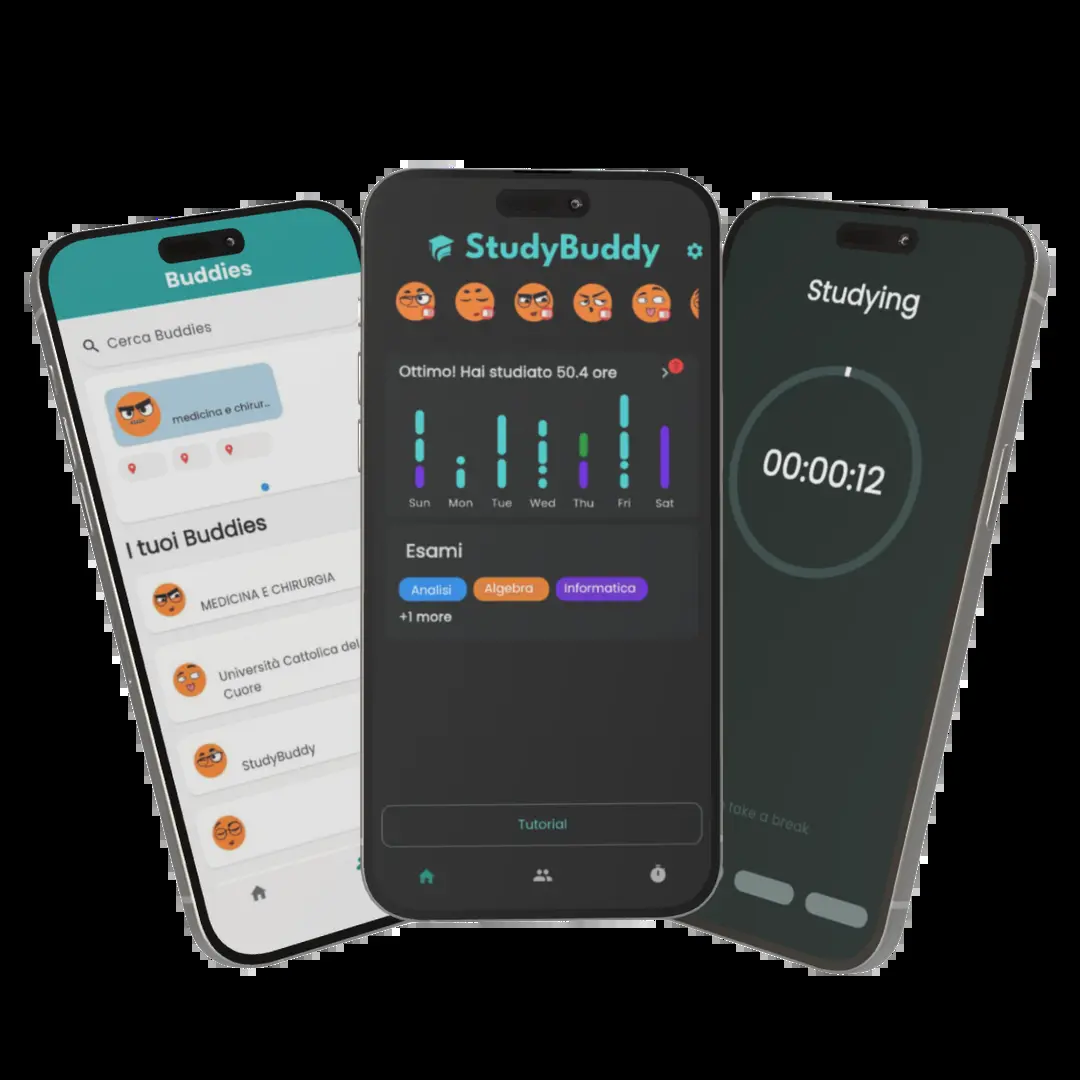 Buddies
Cerca Buddies
medicina e chirur..
I tuoi Buddies
MEDICINA E CHIRURGIA
Università Cattolica del
Cuore
StudyBuddy
StudyBuddy
Ottimo! Hai studiato 50.4 ore
Sun Mon Tue Wed Thu Fri Sat
Esami
Analisi Algebra Informatica
+1 more
Tutorial
Studying
00:00:12
take a break